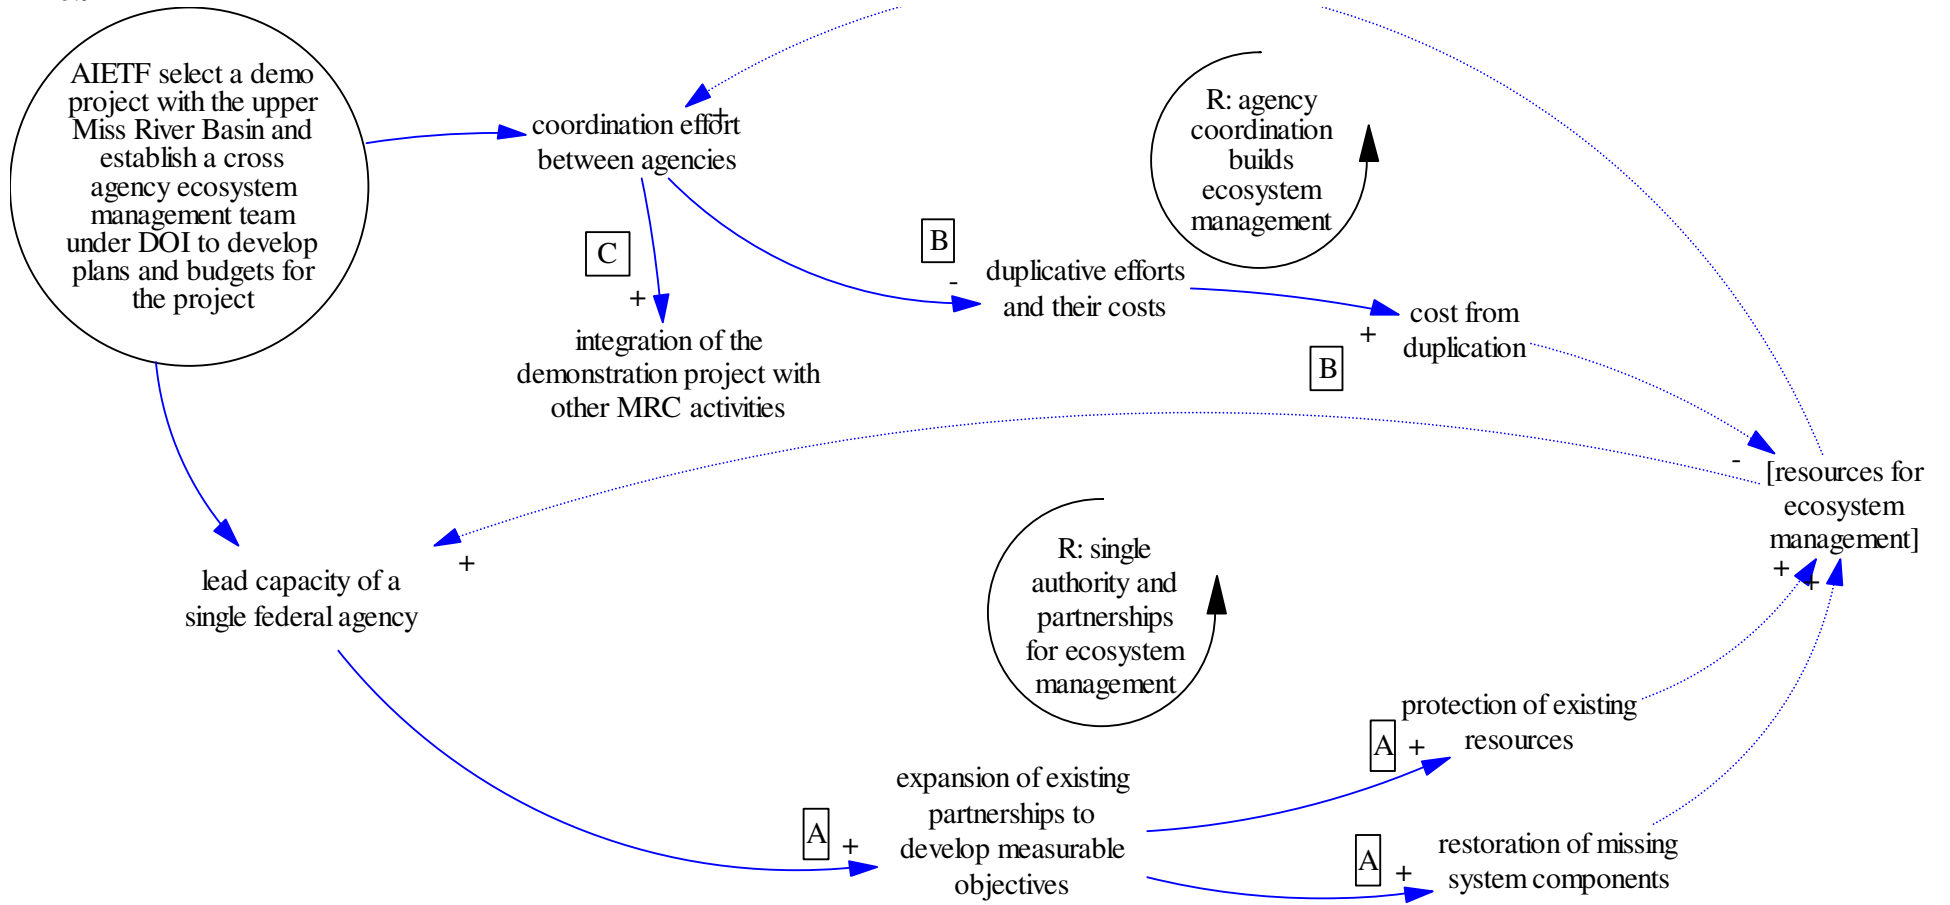 AIETF select a demo
project with the upper
Miss River Basin and
establish a cross
agency ecosystem
management team
under DOI to develop
plans and budgets for
the project
+
coordination effort
between agencies
R: agency
coordination
builds
ecosystem
management
C
+
B
-
duplicative efforts
and their costs
cost from
duplication
+
B
integration of the
demonstration project with
other MRC activities
-
[resources for
ecosystem
management]
+
+
+
lead capacity of a
single federal agency
R: single
authority and
partnerships
for ecosystem
management
protection of existing
resources
A
+
expansion of existing
partnerships to
develop measurable
objectives
A
+
restoration of missing
system components
A
+